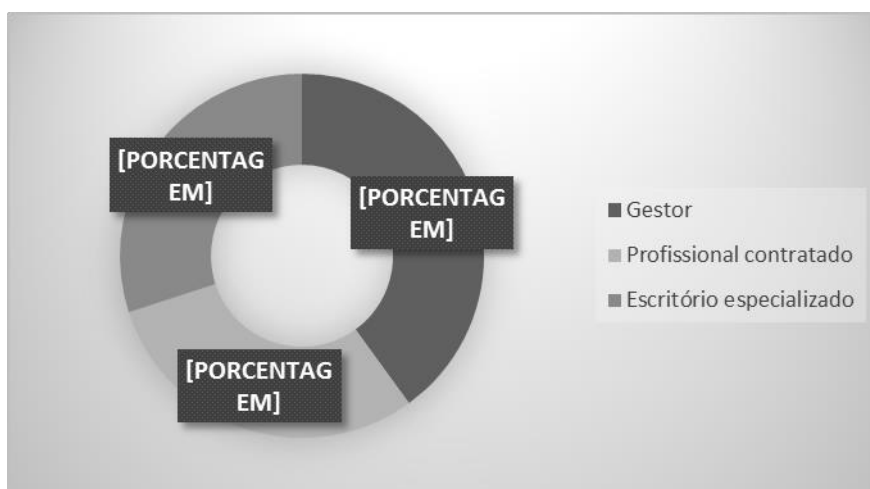 [PORCENTAG
EM]
[PORCENTAG
EM]
[PORCENTAG
EM]
Gestor
Profissional contratado
Escritório especializado